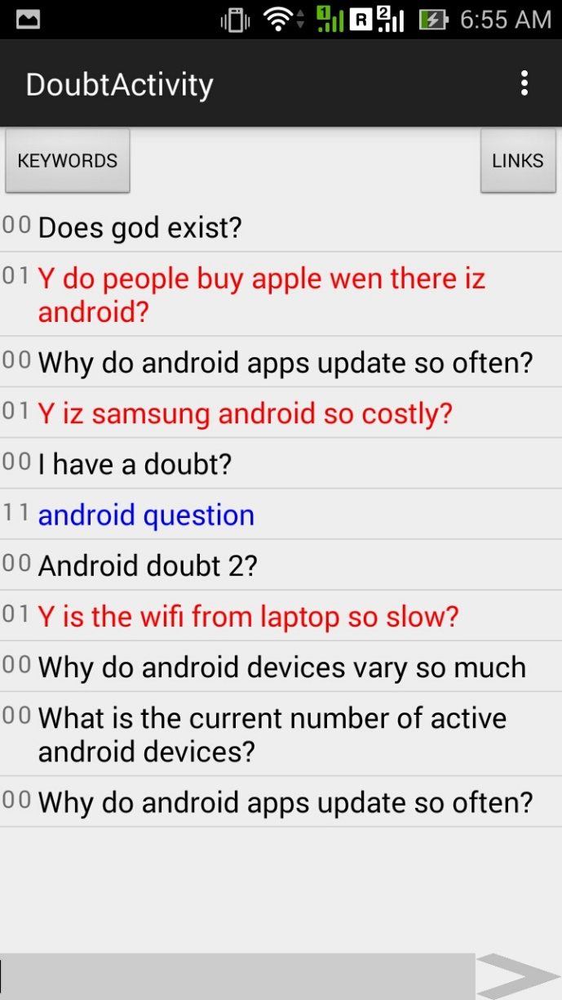 1 R 2 6:55 AM
DoubtActivity
KEYWORDS LINKS
00 Does god exist?
01 Y do people buy apple wen there iz
android?
00 Why do android apps update so often?
01 Y iz samsung android so costly?
00 I have a doubt?
11 android question
00 Android doubt 2?
01 Y is the wifi from laptop so slow?
00 Why do android devices vary so much
00 What is the current number of active
android devices?
00 Why do android apps update so often?